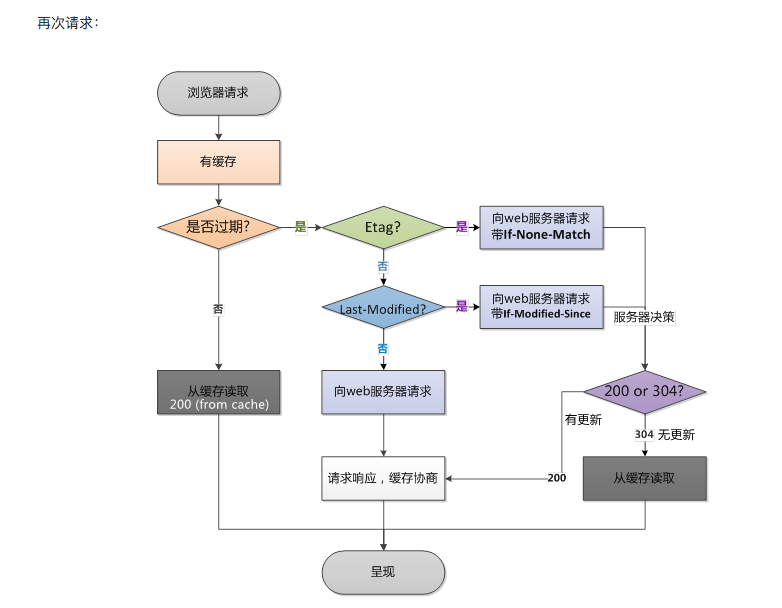 再次请求：
浏览器请求
有缓存
是否过期?
是
Etag?
是
向web服务器请求
带If-None-Match
否
否
Last-Modified?
是
向web服务器请求
带If-Modified-Since
服务器决策
否
从缓存读取
200 (from cache)
向web服务器请求
200 or 304?
有更新
304 无更新
请求响应，缓存协商
200
从缓存读取
呈现